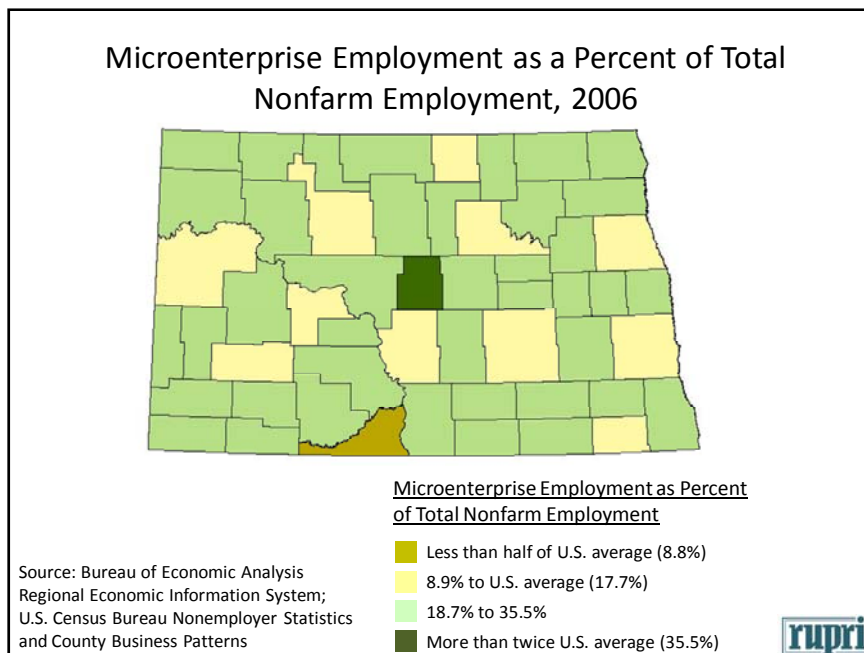 Microenterprise Employment as a Percent of Total
Nonfarm Employment, 2006
Microenterprise Employment as Percent
of Total Nonfarm Employment
Less than half of U.S. average (8.8%)
8.9% to U.S. average (17.7%)
18.7% to 35.5%
More than twice U.S. average (35.5%)
Source: Bureau of Economic Analysis
Regional Economic Information System;
U.S. Census Bureau Nonemployer Statistics
and County Business Patterns
rupri